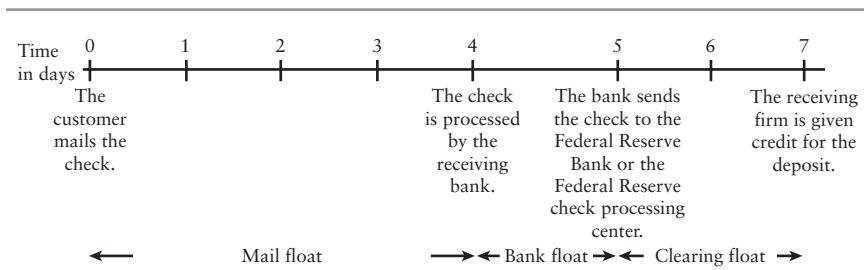 Time
in days
0 1 2 3 4 5 6 7
The
customer
mails the
check.
The check
is processed
by the
receiving
bank.
The bank sends
the check to the
Federal Reserve
Bank or the
Federal Reserve
check processing
center.
The receiving
firm is given
credit for the
deposit.
Mail float Bank float Clearing float